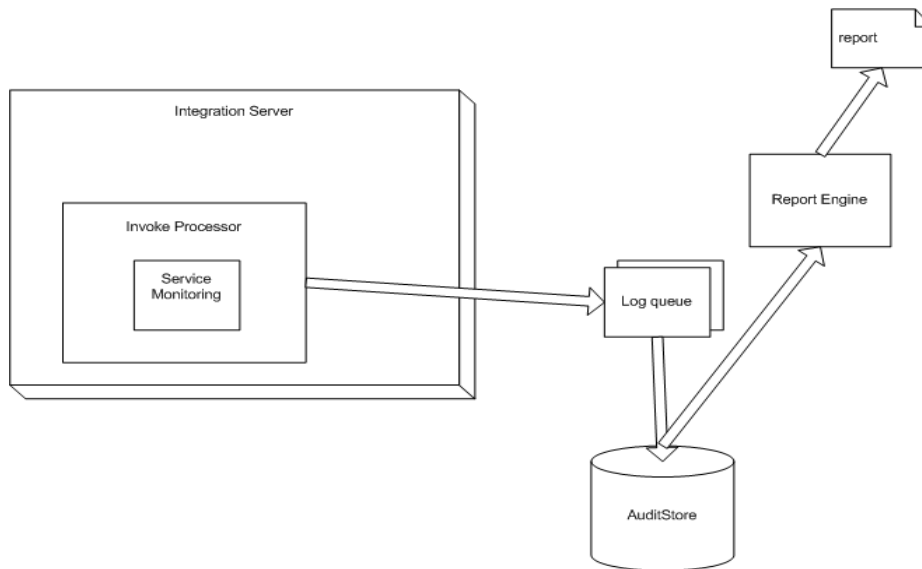 report
Integration Server
Report Engine
Invoke Processor
Service
Monitoring
Log queue
AuditStore